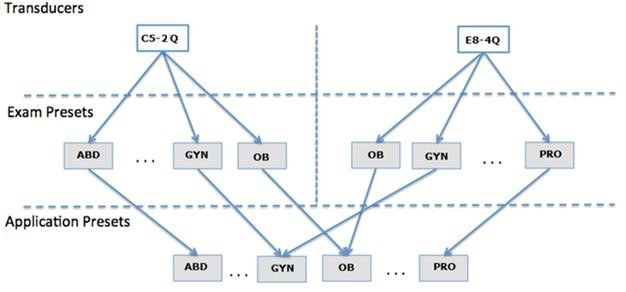 Transducers
C5-2Q
E8-4Q
Exam Presets
ABD
...
GYN
OB
OB
GYN
...
PRO
Application Presets
ABD
...
GYN
OB
...
PRO